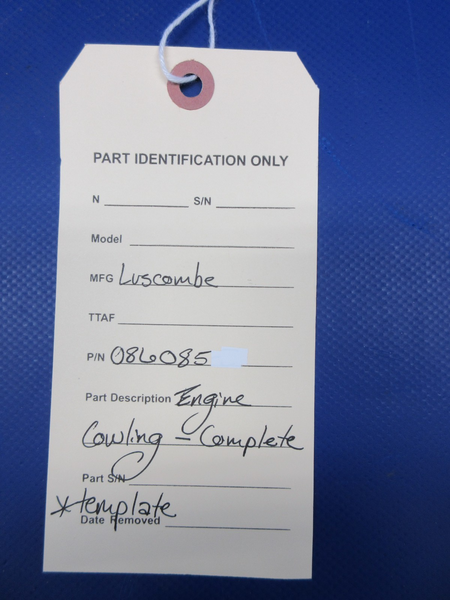 PART IDENTIFICATION ONLY
N S/N
Model
MFG Luscombe
TTAF
P/N 086085
Part Description Engine
Cowling - Complete
Part S/N
*template
Date Removed